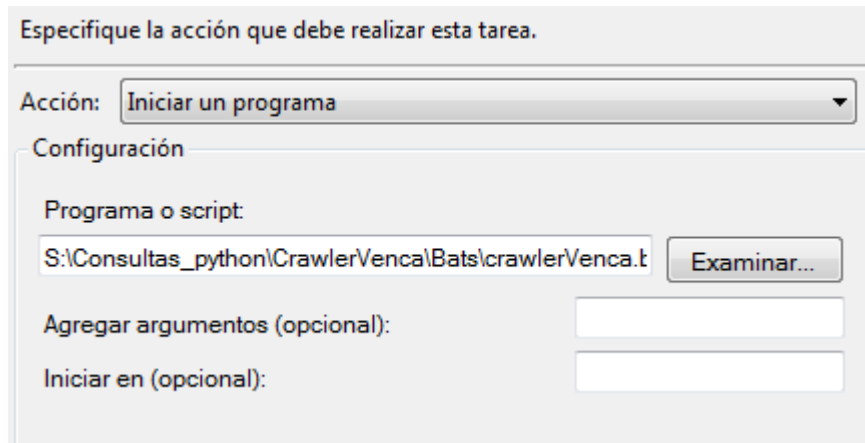 Especifique la acción que debe realizar esta tarea.
Acción: Iniciar un programa
Configuración
Programa o script:
S:\Consultas_python\CrawlerVenca\Bats\crawlerVenca.t Examinar...
Agregar argumentos (opcional):
Iniciar en (opcional):